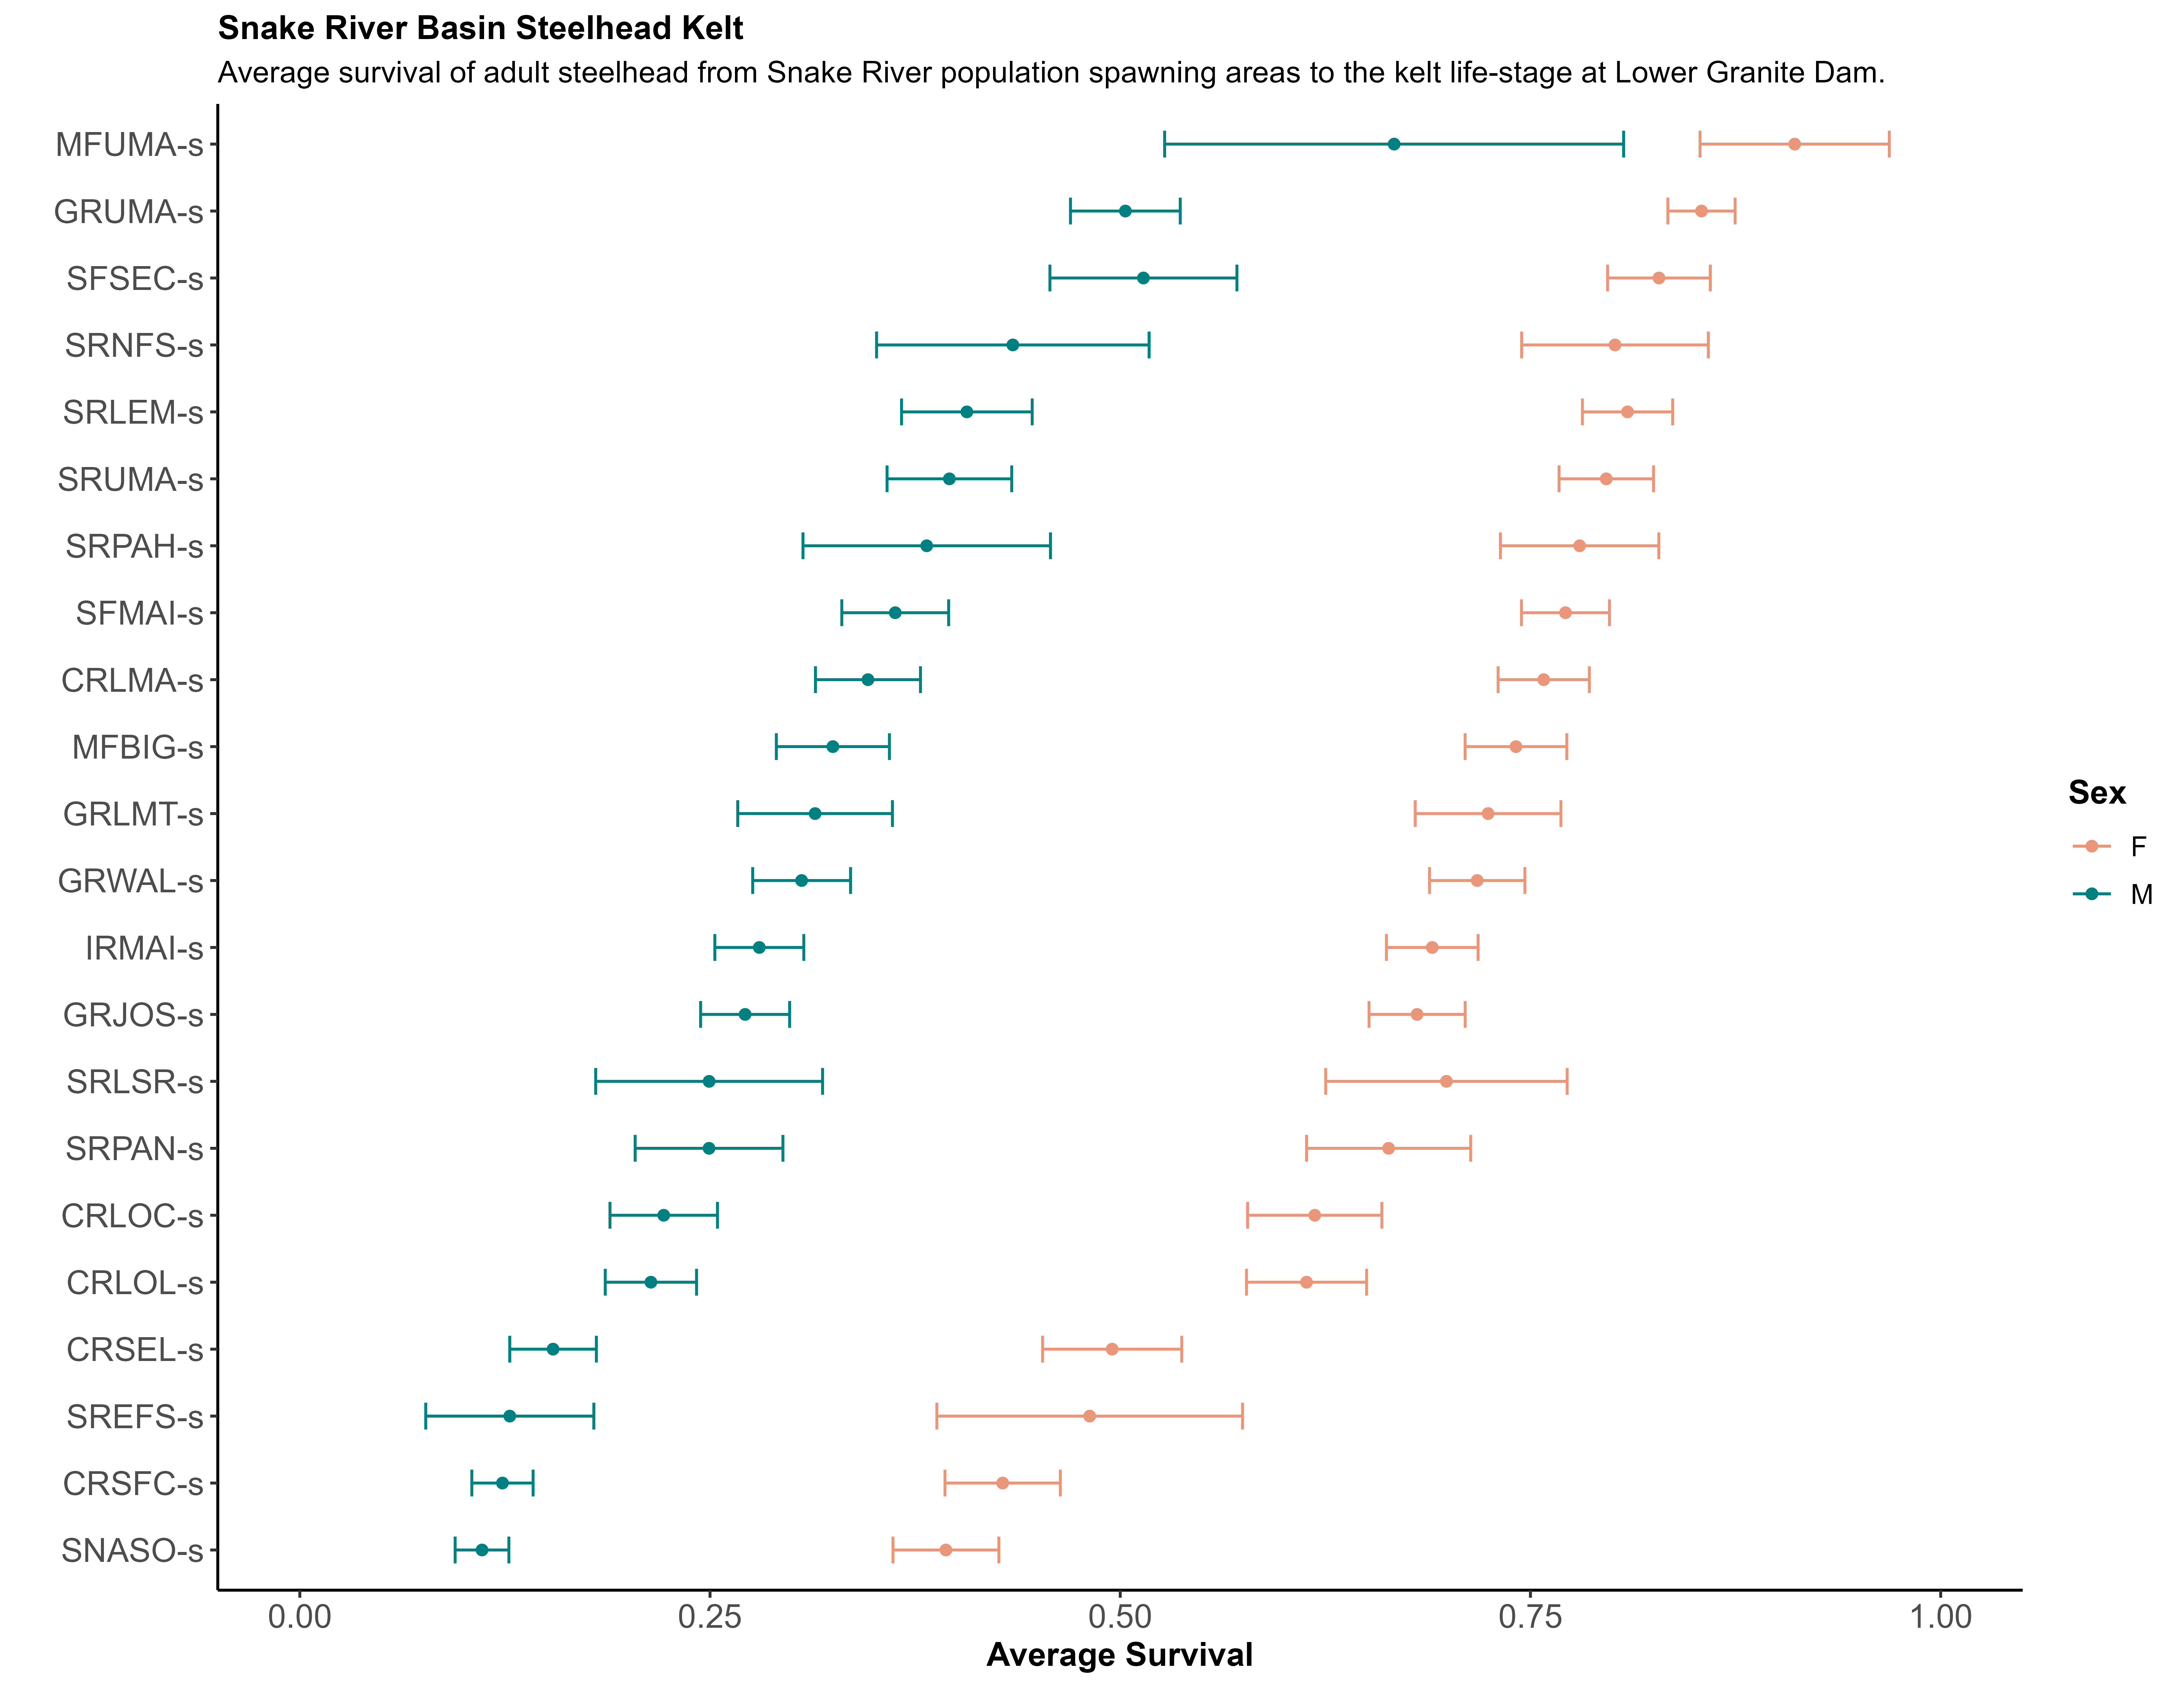 Snake River Basin Steelhead Kelt
Average survival of adult steelhead from Snake River population spawning areas to the kelt life-stage at Lower Granite Dam.
MFUMA-s
GRUMA-s
SFSEC-s
SRNFS-s
SRLEM-s
SRUMA-s
SRPAH-s
SFMAI-s
CRLMA-s
MFBIG-s
GRLMT-s
GRWAL-s
IRMAI-s
GRJOS-s
SRLSR-s
SRPAN-s
CRLOC-s
CRLOL-s
CRSEL-s
SREFS-s
CRSFC-s
SNASO-s
0.00 0.25 0.50 0.75 1.00
Average Survival
Sex
F
M